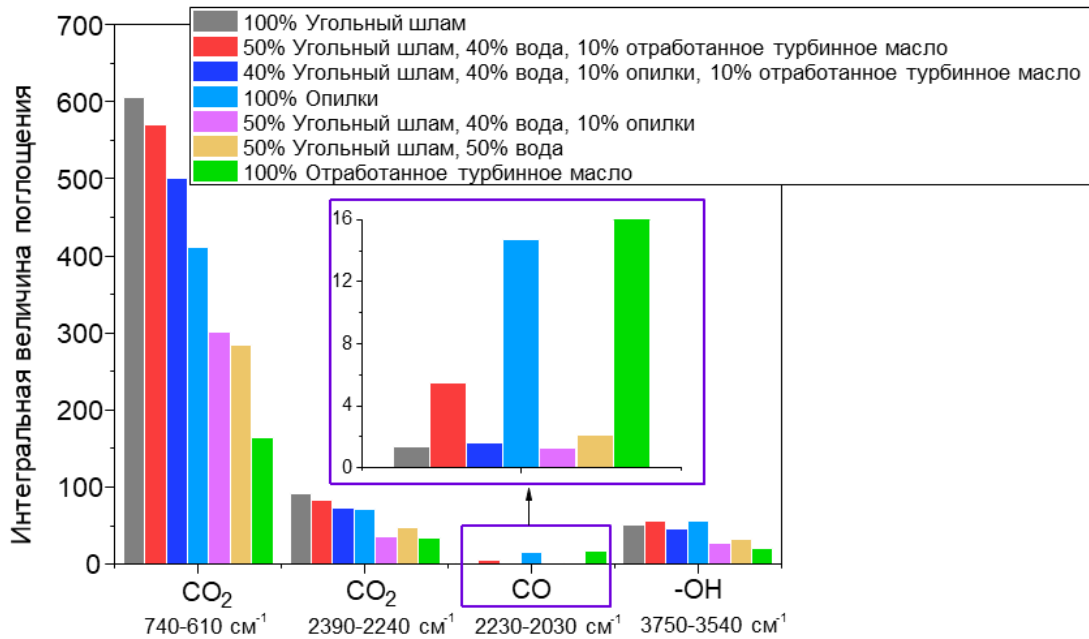 700
600
500
400
300
200
100
0
Интегральная величина поглощения
100% Угольный шлам
50% Угольный шлам, 40% вода, 10% отработанное турбинное масло
40% Угольный шлам, 40% вода, 10% опилки, 10% отработанное турбинное масло
100% Опилки
50% Угольный шлам, 40% вода, 10% опилки
50% Угольный шлам, 50% вода
100% Отработанное турбинное масло
16
12
8
4
0
CO₂ CO₂ CO -OH
740-610 см⁻¹ 2390-2240 см⁻¹ 2230-2030 см⁻¹ 3750-3540 см⁻¹